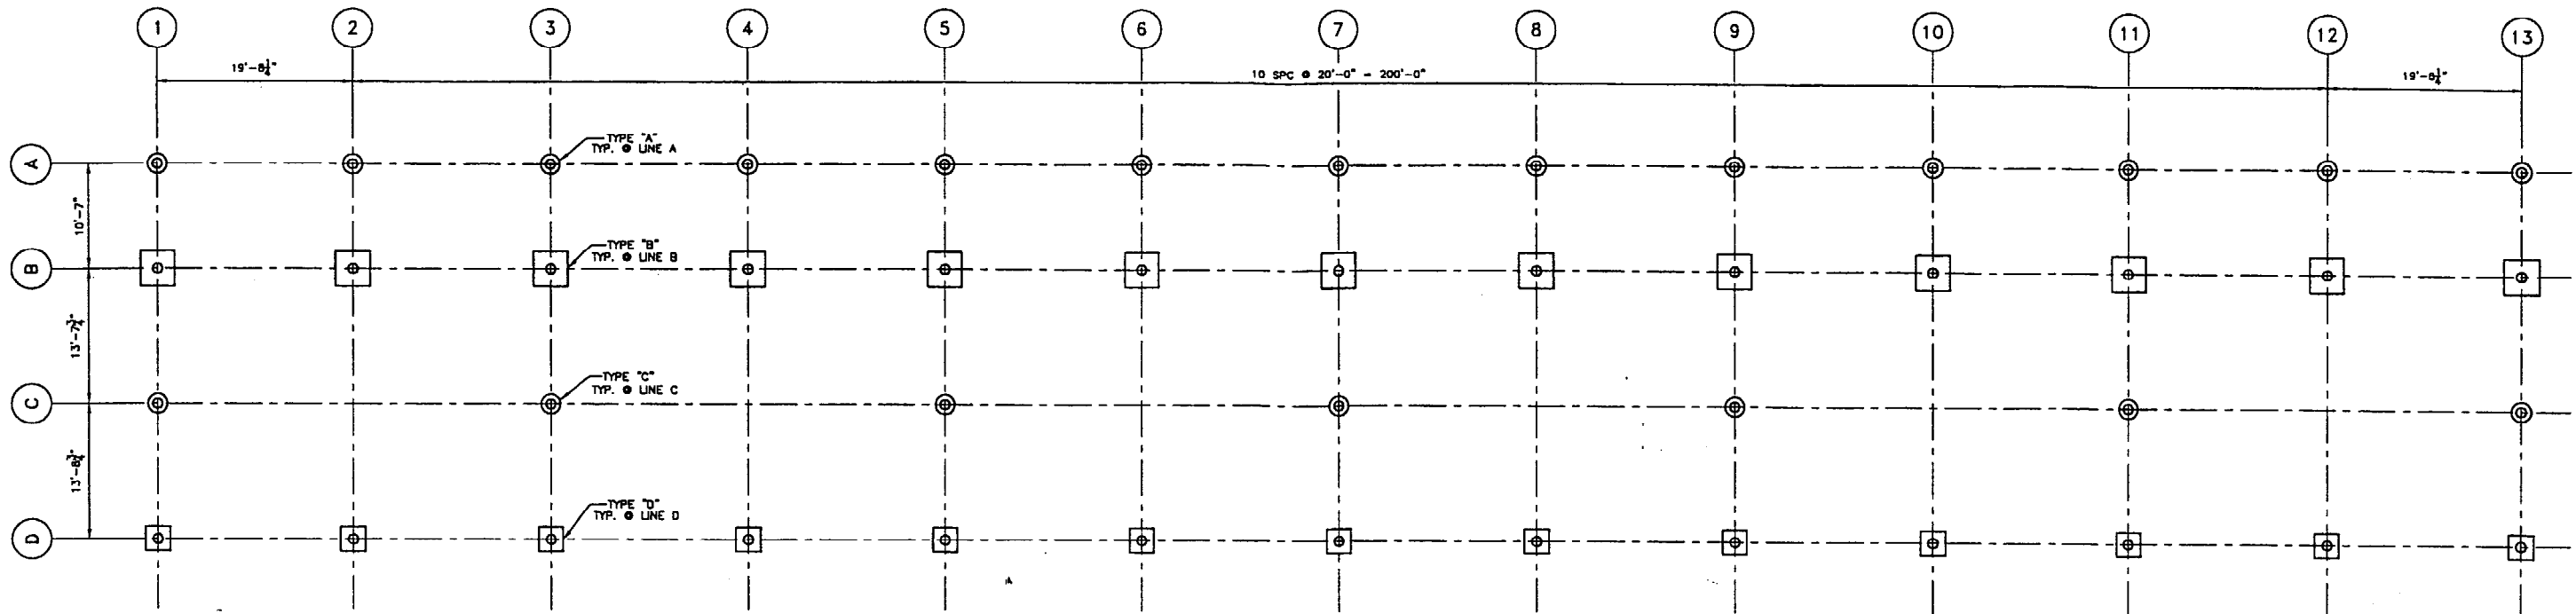 1 2 3 4 5 6 7 8 9 10 11 12 13
19'-8¼" 10 SPC @ 20'-0" = 200'-0" 19'-8¼"
TYPE "A"
TYP. @ LINE A
A
10'-7"
TYPE "B"
TYP. @ LINE B
B
13'-7¾"
TYPE "C"
TYP. @ LINE C
C
13'-8¾"
TYPE "D"
TYP. @ LINE D
D